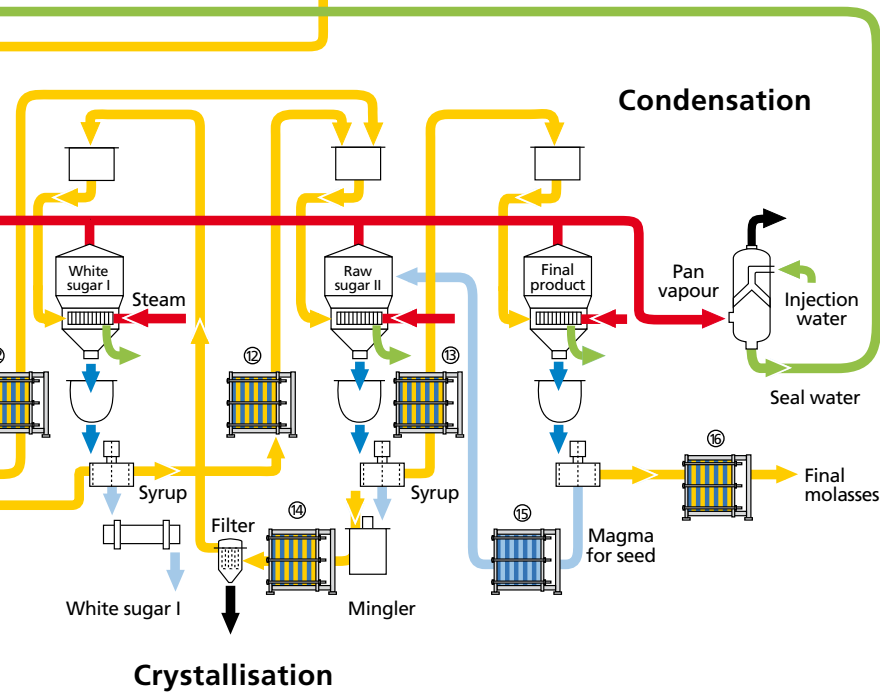 Condensation
White
sugar I
Steam
Raw
sugar II
Final
product
Pan
vapour
Injection
water
⑫
⑬
Seal water
⑯
Syrup
Syrup
Final
molasses
⑭
⑮
Filter
Magma
for seed
White sugar I
Mingler
Crystallisation